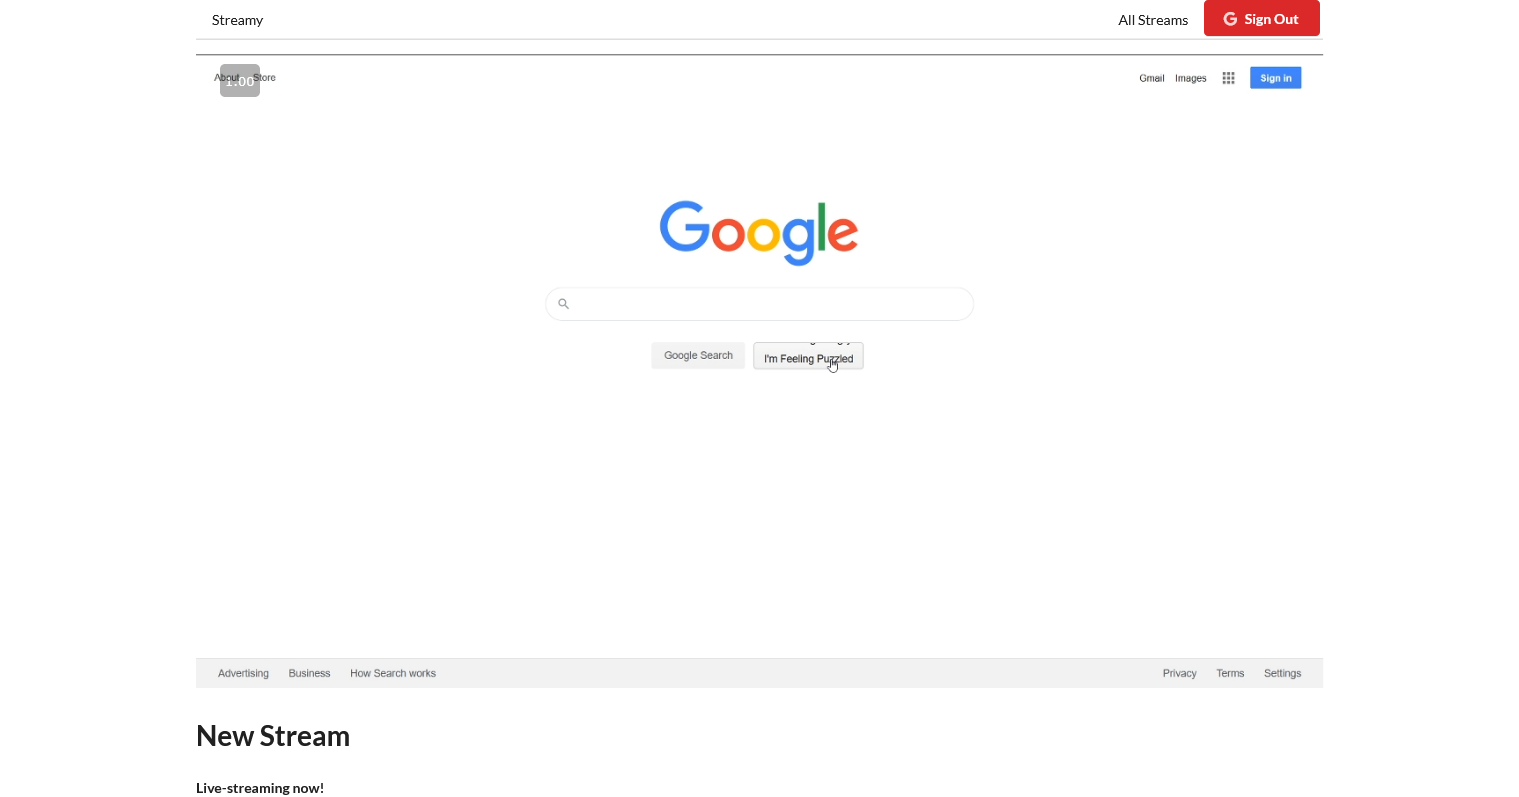 Streamy All Streams Sign Out
About Store 1.00 Gmail Images Sign in
Google
Google Search I'm Feeling Puzzled
Advertising Business How Search works Privacy Terms Settings
New Stream
Live-streaming now!